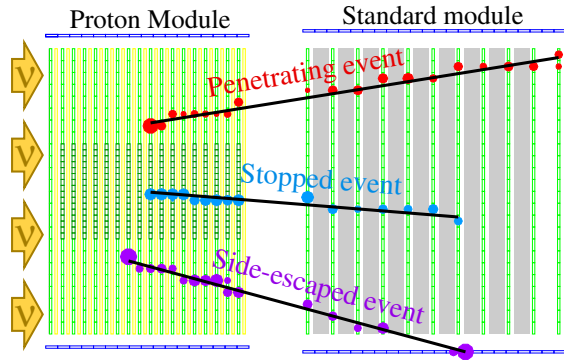 Proton Module
Standard module
Penetrating event
ν
ν
Stopped event
ν
Side-escaped event
ν